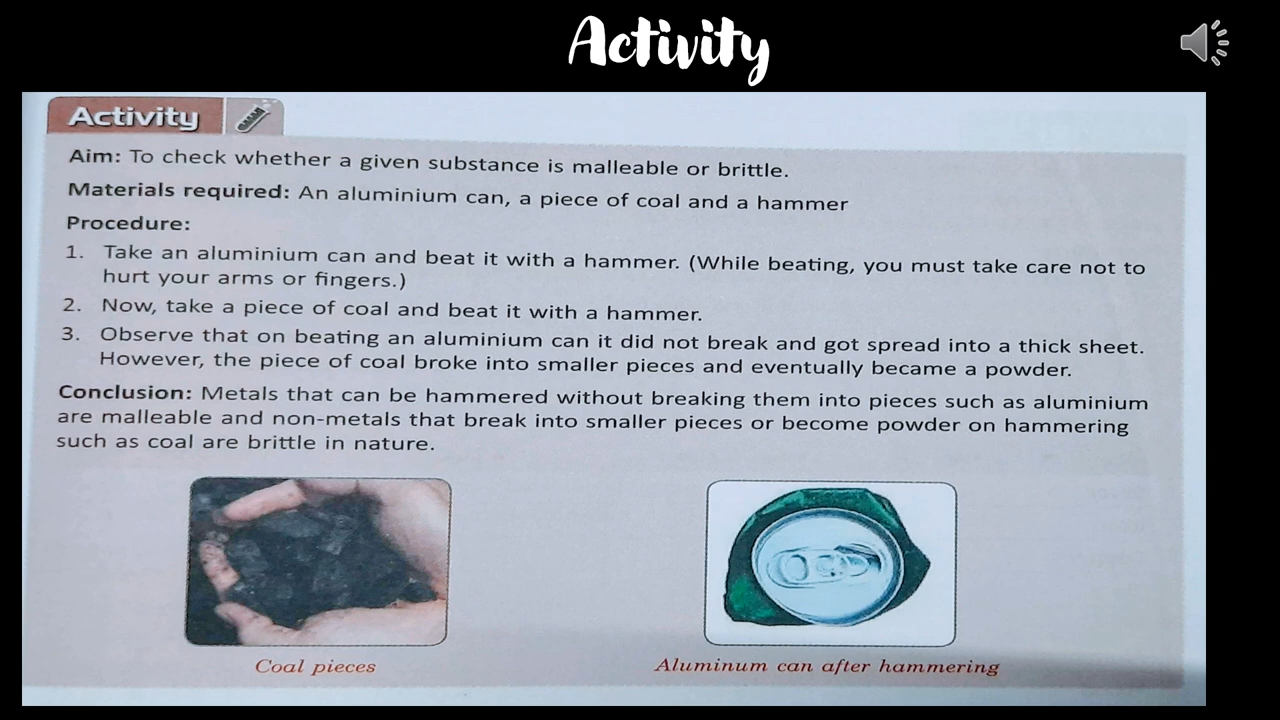 Activity
Activity
Aim: To check whether a given substance is malleable or brittle.
Materials required: An aluminium can, a piece of coal and a hammer
Procedure:
1. Take an aluminium can and beat it with a hammer. (While beating, you must take care not to
hurt your arms or fingers.)
2. Now, take a piece of coal and beat it with a hammer.
3. Observe that on beating an aluminium can it did not break and got spread into a thick sheet.
However, the piece of coal broke into smaller pieces and eventually became a powder.
Conclusion: Metals that can be hammered without breaking them into pieces such as aluminium
are malleable and non-metals that break into smaller pieces or become powder on hammering
such as coal are brittle in nature.
Coal pieces
Aluminum can after hammering